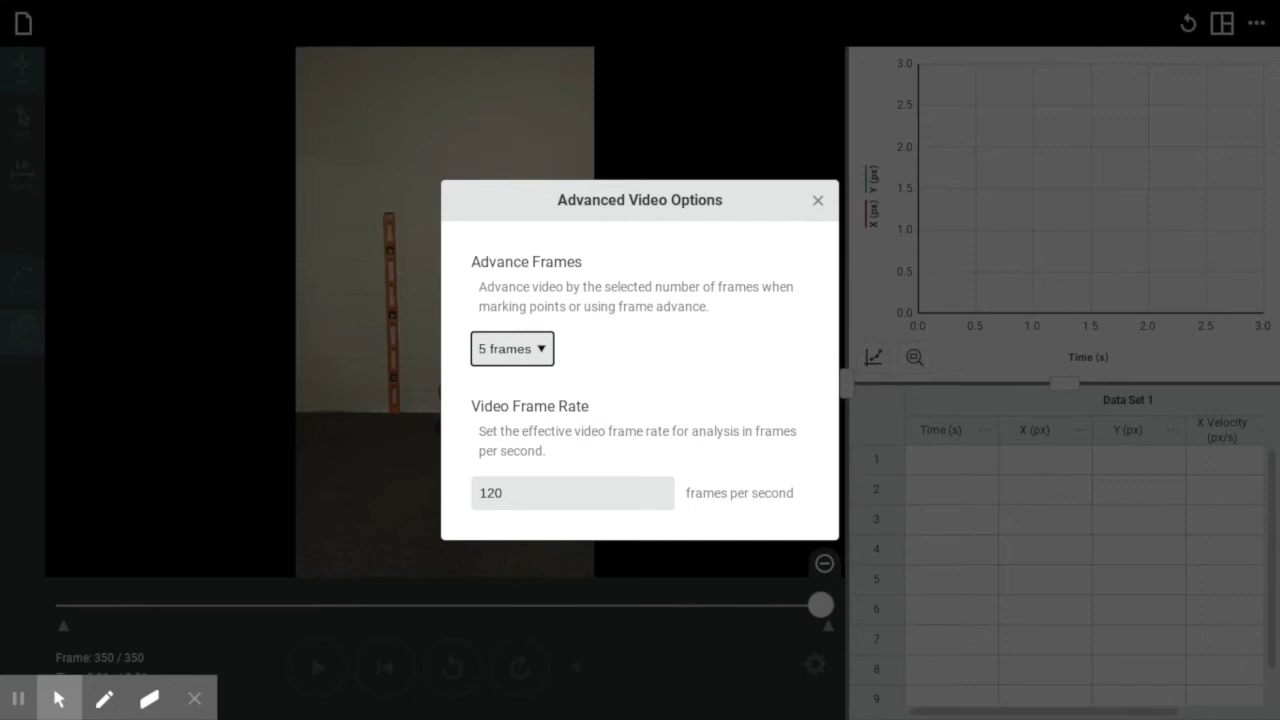 Advanced Video Options
Advance Frames
Advance video by the selected number of frames when
marking points or using frame advance.
5 frames ▼
Video Frame Rate
Set the effective video frame rate for analysis in frames
per second.
120 frames per second
Frame: 350 / 350
3.0
2.5
2.0
1.5
1.0
0.5
0.0
X (px) Y (px)
0.0 0.5 1.0 1.5 2.0 2.5 3.0
Time (s)
Data Set 1
Time (s) X (px) Y (px) X Velocity
(px/s)
1
2
3
4
5
6
7
8
9